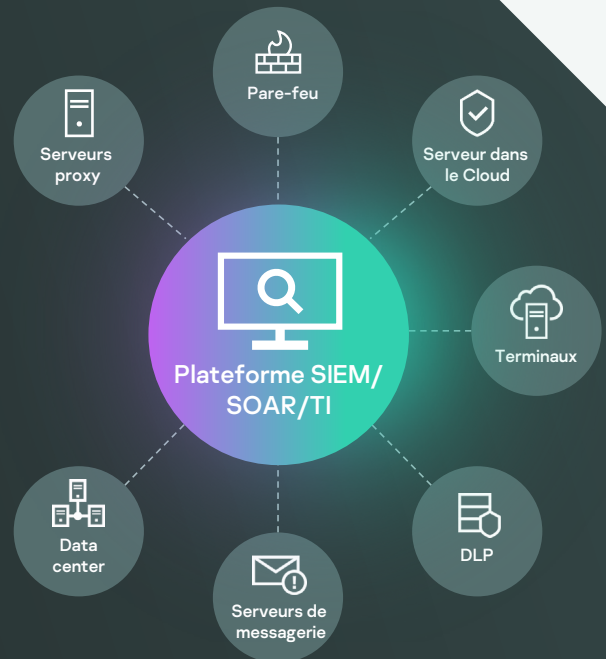 Pare-feu
Serveurs
proxy
Serveur dans
le Cloud
Plateforme SIEM/
SOAR/TI
Terminaux
Data
center
DLP
Serveurs de
messagerie